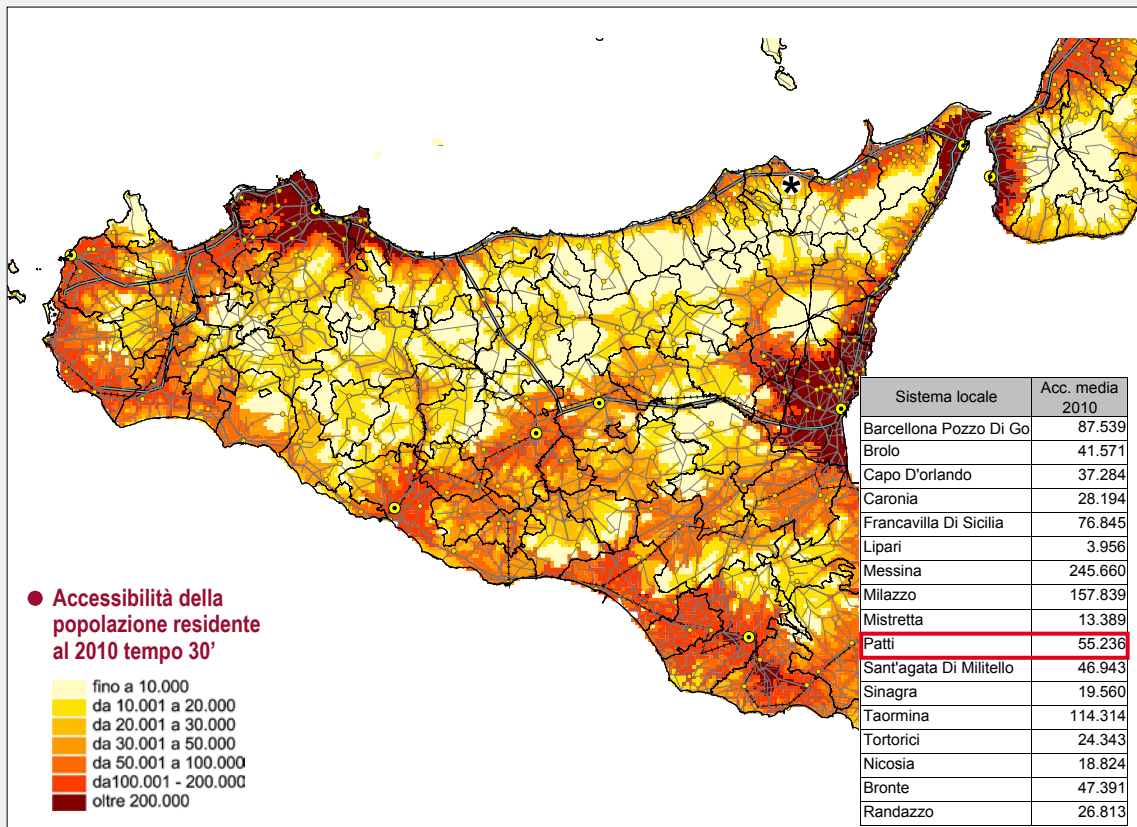 Sistema locale Acc. media 2010
Barcellona Pozzo Di Go 87.539
Brolo 41.571
Capo D'orlando 37.284
Caronia 28.194
Francavilla Di Sicilia 76.845
Lipari 3.956
Messina 245.660
Milazzo 157.839
Mistretta 13.389
Patti 55.236
Sant'agata Di Militello 46.943
Sinagra 19.560
Taormina 114.314
Tortorici 24.343
Nicosia 18.824
Bronte 47.391
Randazzo 26.813
Accessibilità della
popolazione residente
al 2010 tempo 30’
fino a 10.000
da 10.001 a 20.000
da 20.001 a 30.000
da 30.001 a 50.000
da 50.001 a 100.000
da100.001 - 200.000
oltre 200.000